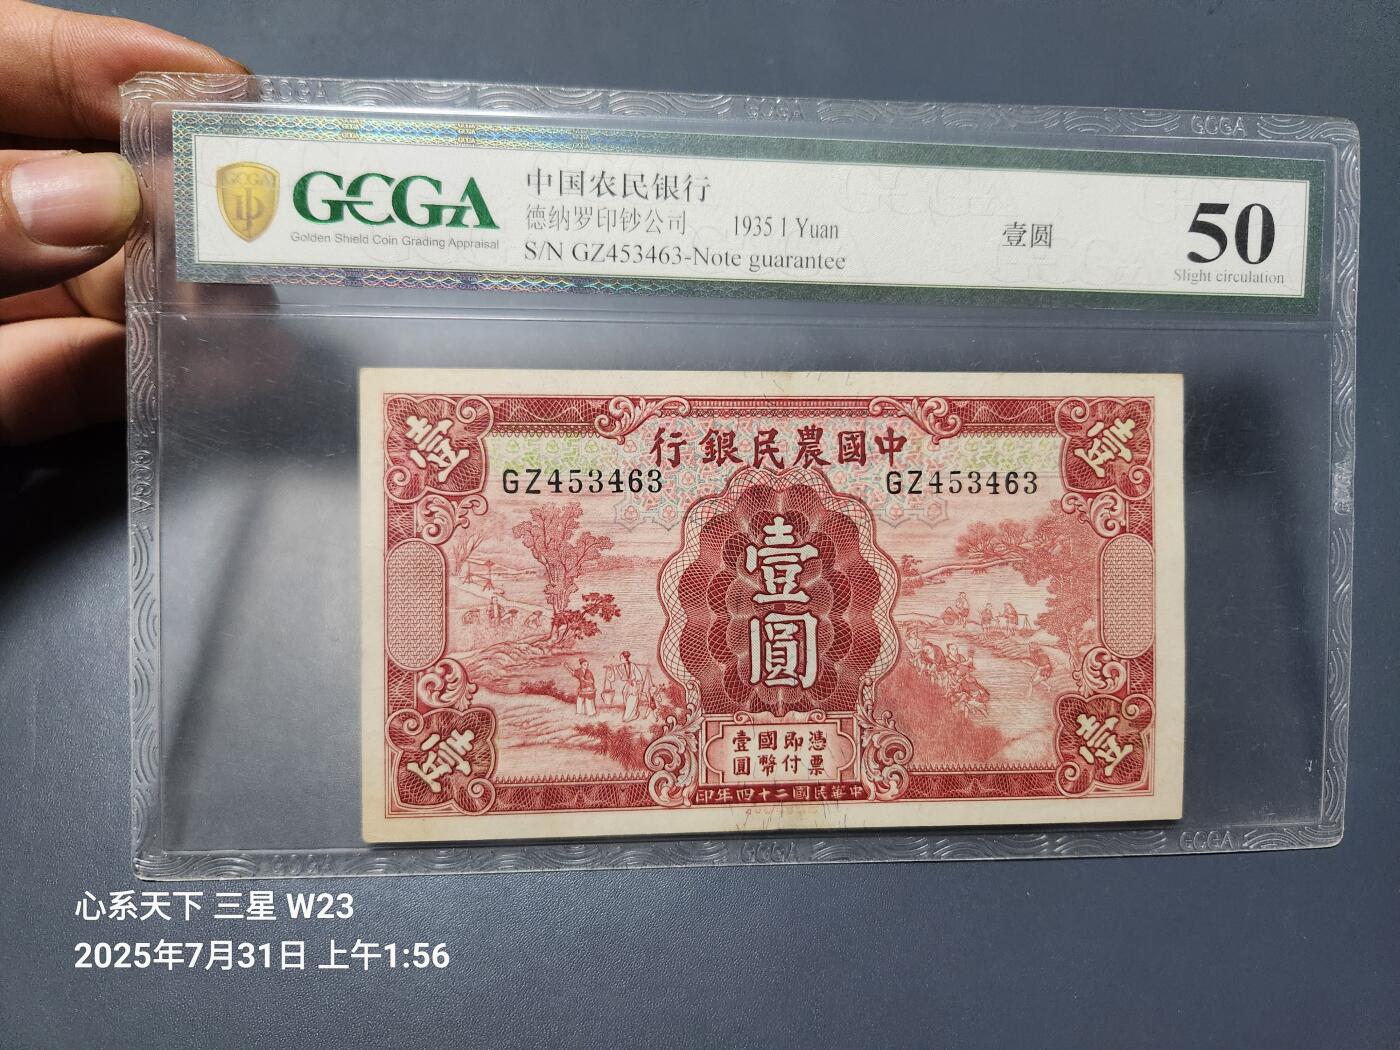 GCGA
Golden Shield Coin Grading Appraisal
中国农民银行
德纳罗印钞公司 1935 1 Yuan 壹圆
S/N GZ453463-Note guarantee
50
Slight circulation
行銀民農國中
GZ453463 GZ453463
壹 壹
壹圓
憑票即付國幣壹圓
印年四十二國民華中
壹 壹
心系天下 三星 W23
2025年7月31日 上午1:56